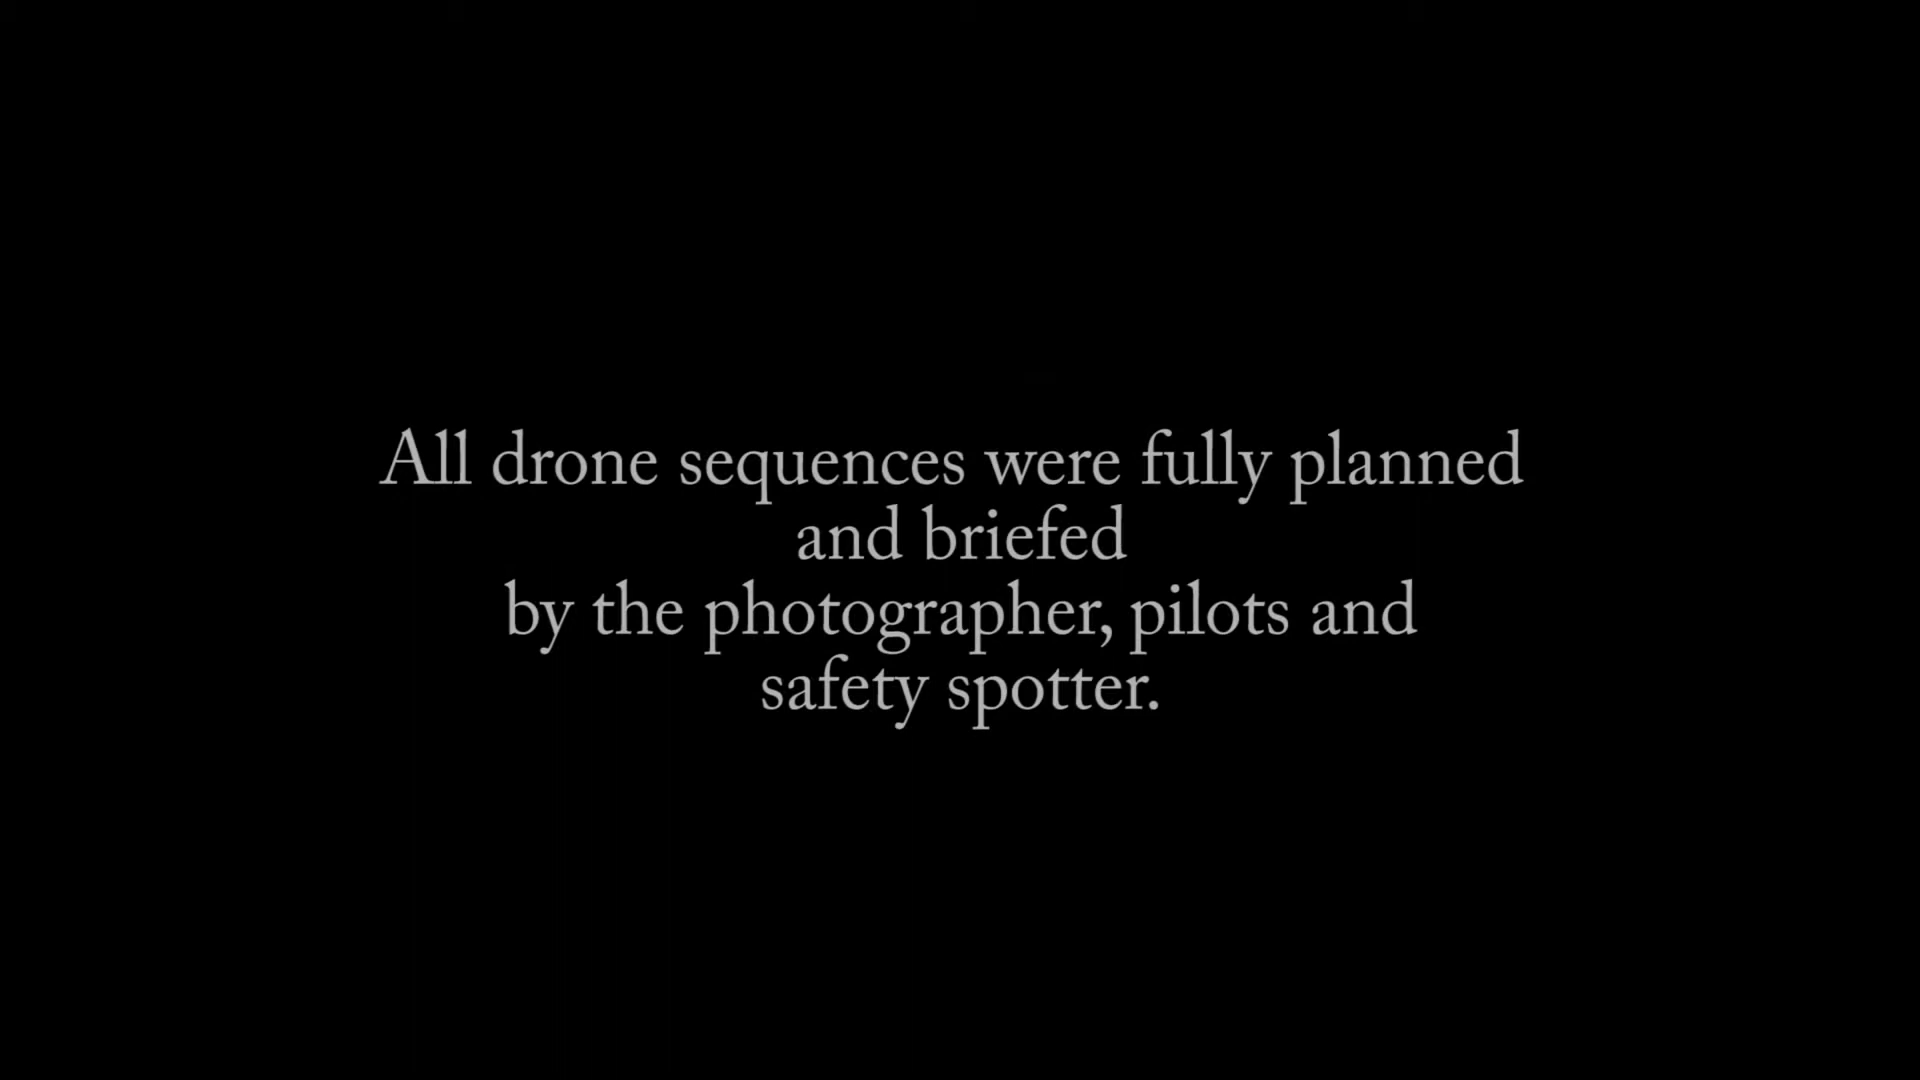 All drone sequences were fully planned
and briefed
by the photographer, pilots and
safety spotter.